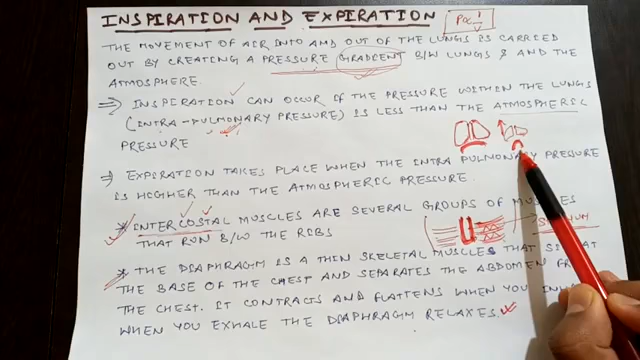 INSPIRATION AND EXPIRATION P∝ 1/V
THE MOVEMENT OF AIR INTO AND OUT OF THE LUNGS IS CARRIED
OUT BY CREATING A PRESSURE GRADIENT B/W LUNGS & AND THE
ATMOSPHERE.
⇒ INSPIRATION CAN OCCUR IF THE PRESSURE WITHIN THE LUNGS
(INTRA-PULMONARY PRESSURE) IS LESS THAN THE ATMOSPHERIC
PRESSURE
⇒ EXPIRATION TAKES PLACE WHEN THE INTRA PULMONARY PRESSURE
IS HIGHER THAN THE ATMOSPHERIC PRESSURE.
* INTERCOSTAL MUSCLES ARE SEVERAL GROUPS OF MUSCLES
THAT RUN B/W THE RIBS
* THE DIAPHRAGM IS A THIN SKELETAL MUSCLES THAT AT
THE BASE OF THE CHEST AND SEPARATES THE ABDOMEN
THE CHEST. IT CONTRACTS AND FLATTENS WHEN YOU
WHEN YOU EXHALE THE DIAPHRAGM RELAXES.